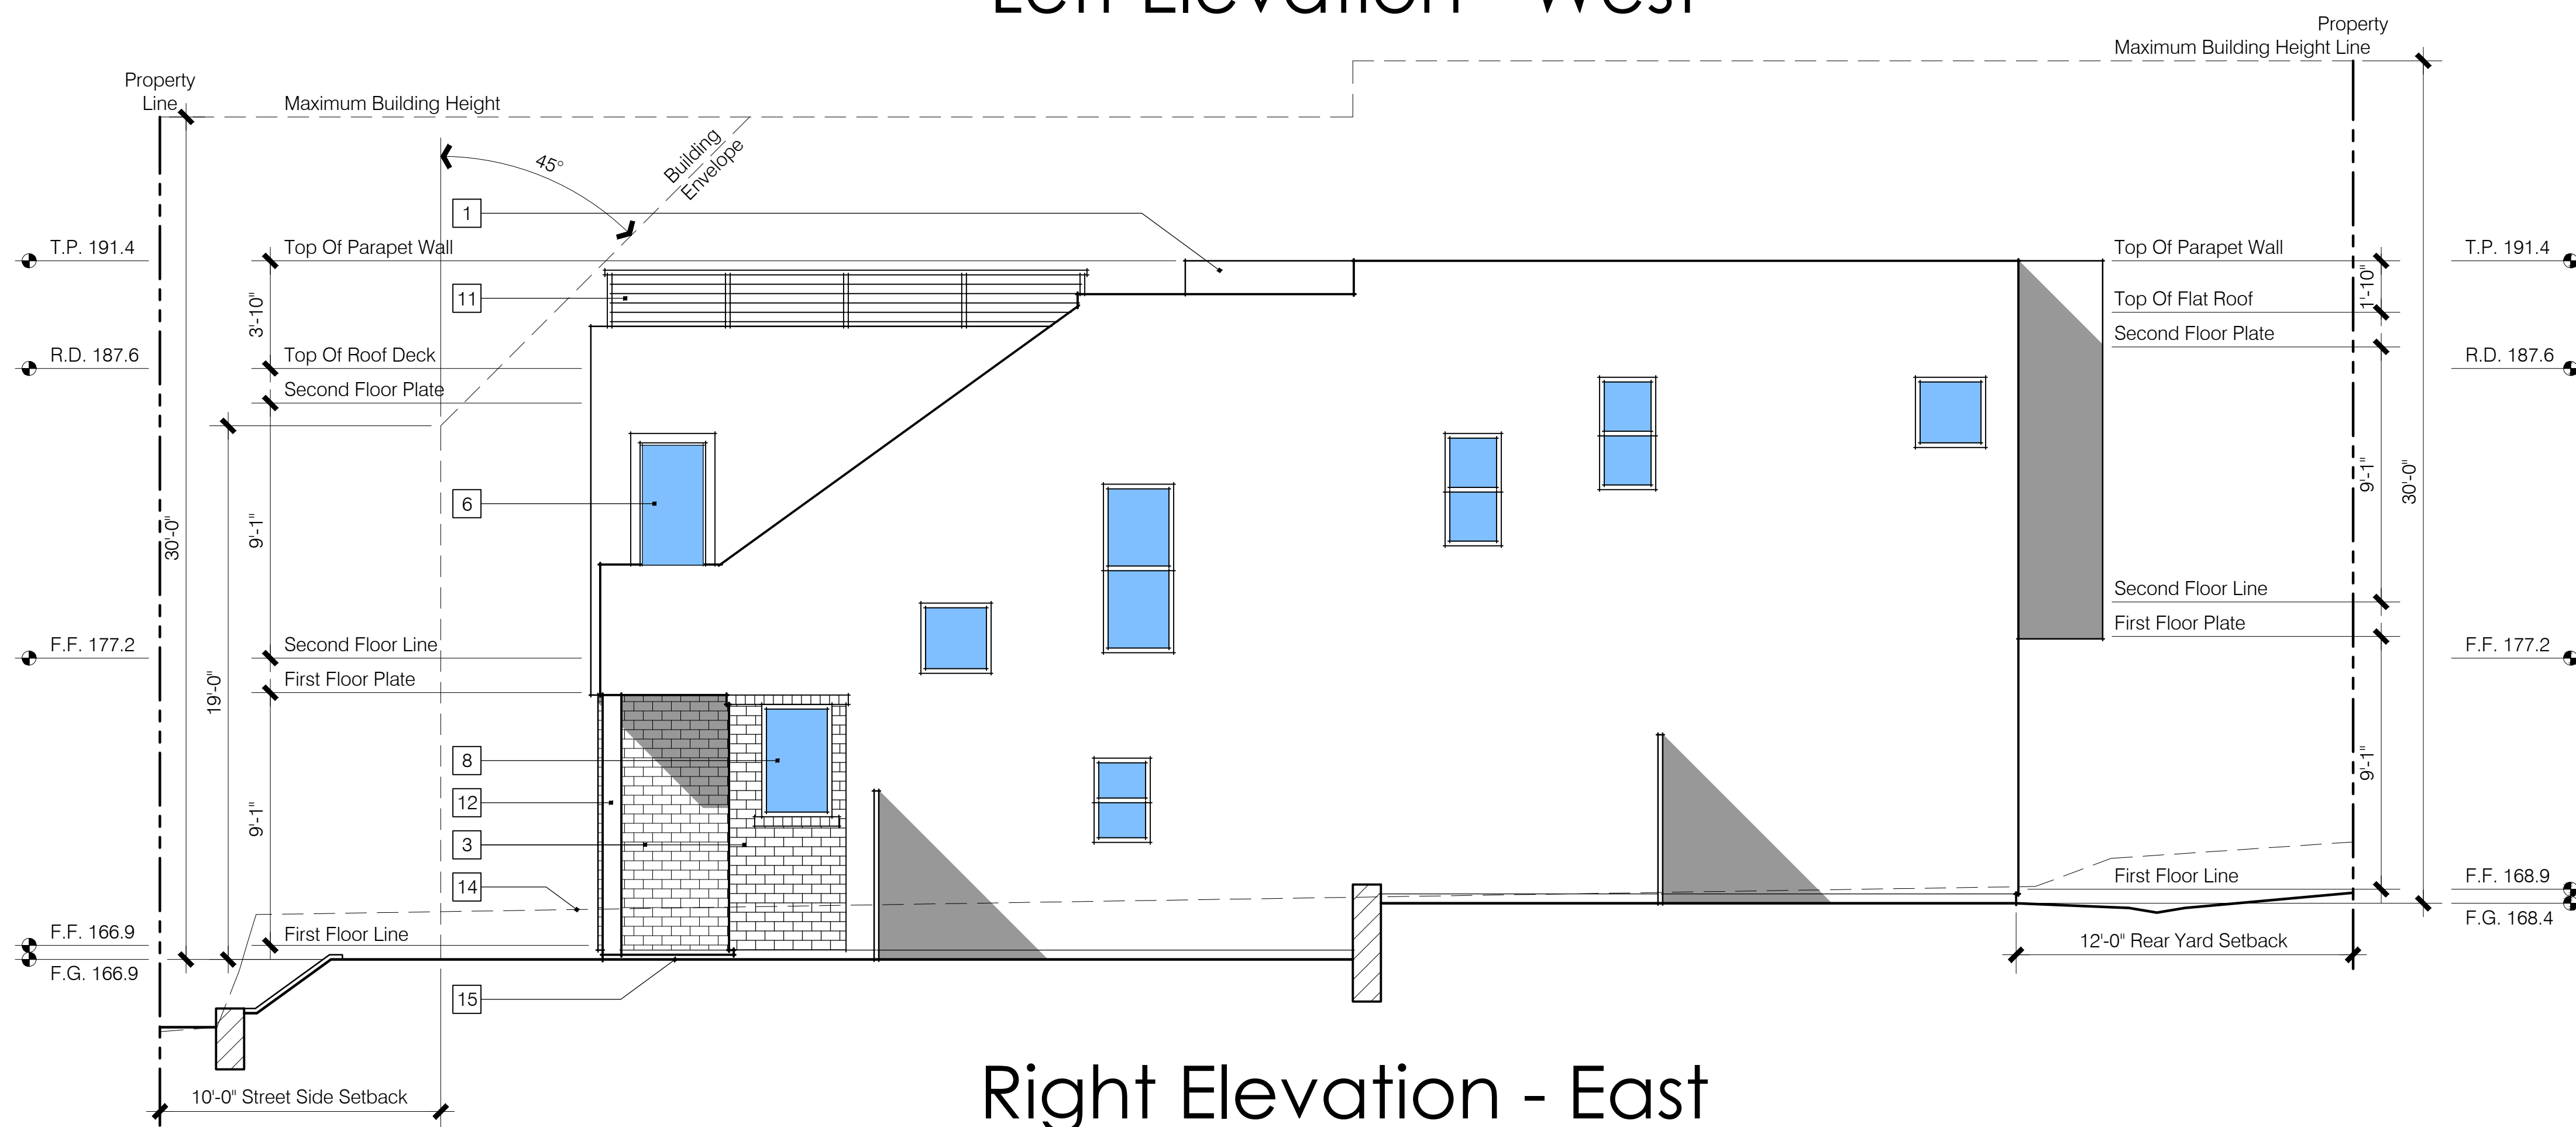 Left Elevation - West
Property
Line
Maximum Building Height
Property
Maximum Building Height Line
45°
Building
Envelope
1
T.P. 191.4
Top Of Parapet Wall
Top Of Parapet Wall
T.P. 191.4
3'-10"
11
1'-10"
Top Of Flat Roof
R.D. 187.6
Top Of Roof Deck
Second Floor Plate
R.D. 187.6
Second Floor Plate
30'-0"
9'-1"
6
9'-1"
30'-0"
F.F. 177.2
Second Floor Line
Second Floor Line
First Floor Plate
F.F. 177.2
First Floor Plate
19'-0"
9'-1"
8
12
3
14
9'-1"
First Floor Line
F.F. 168.9
F.G. 168.4
F.F. 166.9
First Floor Line
F.G. 166.9
12'-0" Rear Yard Setback
15
10'-0" Street Side Setback
Right Elevation - East